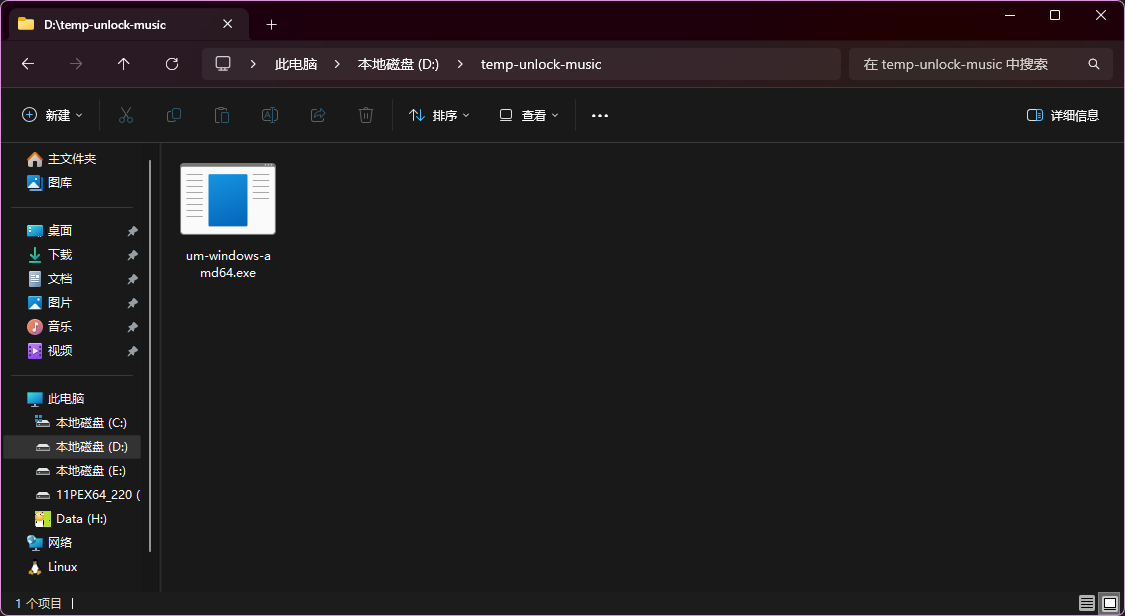 D:\temp-unlock-music
此电脑
本地磁盘 (D:)
temp-unlock-music
在 temp-unlock-music 中搜索
新建
排序
查看
详细信息
主文件夹
图库
桌面
下载
文档
图片
音乐
视频
此电脑
本地磁盘 (C:)
本地磁盘 (D:)
本地磁盘 (E:)
11PEX64_220 (
Data (H:)
网络
Linux
um-windows-a
md64.exe
1 个项目